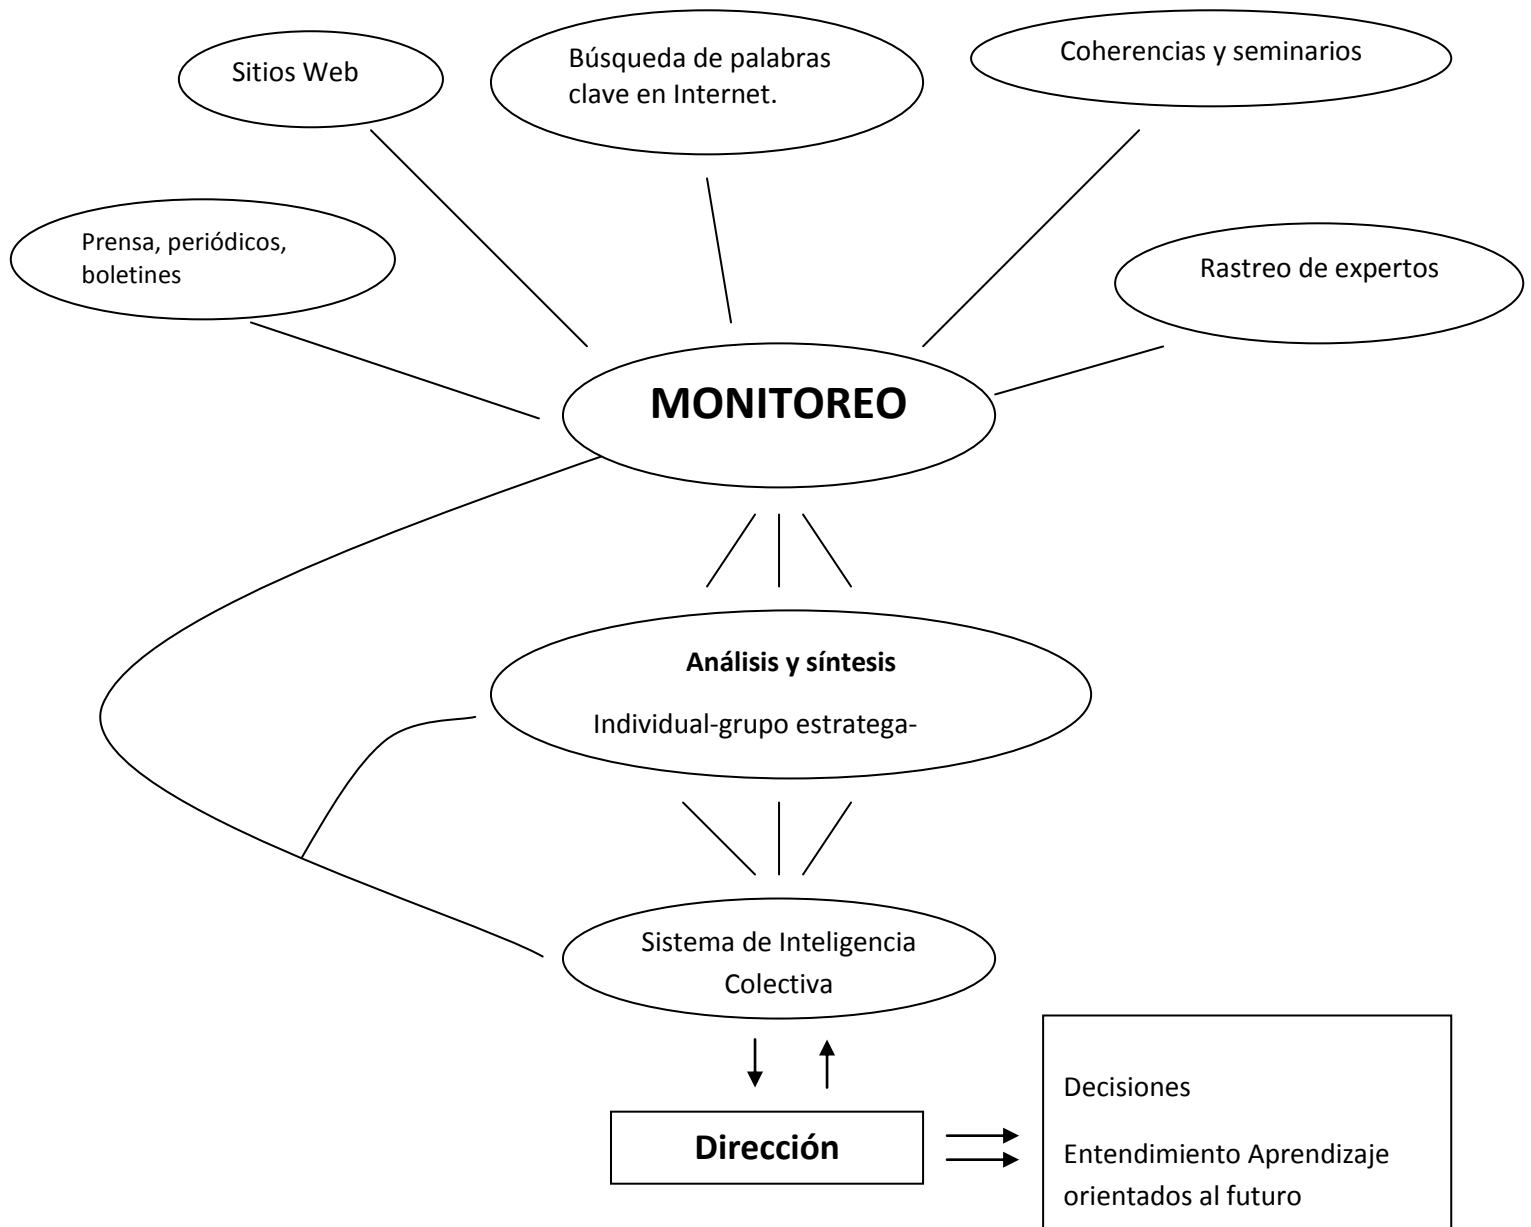 Sitios Web
Búsqueda de palabras
clave en Internet.
Coherencias y seminarios
Prensa, periódicos,
boletines
Rastreo de expertos
MONITOREO
Análisis y síntesis
Individual-grupo estratega-
Sistema de Inteligencia
Colectiva
Dirección
Decisiones
Entendimiento Aprendizaje
orientados al futuro